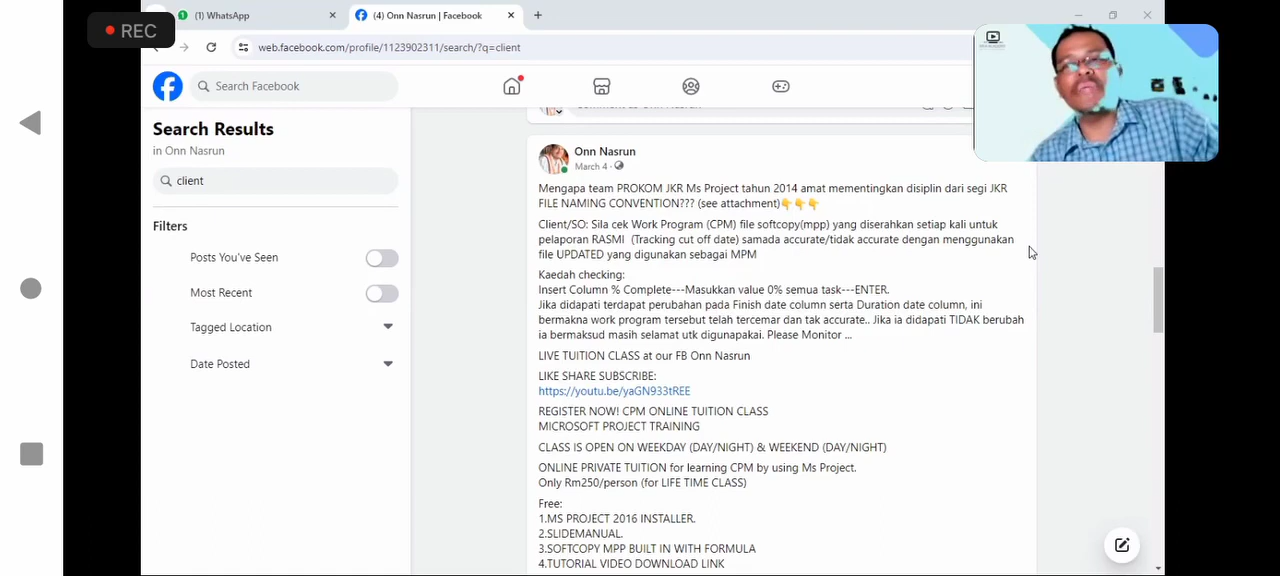 REC
(1) WhatsApp
(4) Onn Nasrun | Facebook
web.facebook.com/profile/1123902311/search/?q=client
Search Facebook
Search Results
in Onn Nasrun
client
Filters
Posts You've Seen
Most Recent
Tagged Location
Date Posted
Onn Nasrun
March 4
Mengapa team PROKOM JKR Ms Project tahun 2014 amat mementingkan disiplin dari segi JKR
FILE NAMING CONVENTION??? (see attachment)👇👇👇
Client/SO: Sila cek Work Program (CPM) file softcopy(mpp) yang diserahkan setiap kali untuk
pelaporan RASMI (Tracking cut off date) samada accurate/tidak accurate dengan menggunakan
file UPDATED yang digunakan sebagai MPM
Kaedah checking:
Insert Column % Complete---Masukkan value 0% semua task---ENTER.
Jika didapati terdapat perubahan pada Finish date column serta Duration date column, ini
bermakna work program tersebut telah tercemar dan tak accurate.. Jika ia didapati TIDAK berubah
ia bermaksud masih selamat utk digunapakai. Please Monitor ...
LIVE TUITION CLASS at our FB Onn Nasrun
LIKE SHARE SUBSCRIBE:
https://youtu.be/yaGN933tREE
REGISTER NOW! CPM ONLINE TUITION CLASS
MICROSOFT PROJECT TRAINING
CLASS IS OPEN ON WEEKDAY (DAY/NIGHT) & WEEKEND (DAY/NIGHT)
ONLINE PRIVATE TUITION for learning CPM by using Ms Project.
Only Rm250/person (for LIFE TIME CLASS)
Free:
1.MS PROJECT 2016 INSTALLER.
2.SLIDEMANUAL.
3.SOFTCOPY MPP BUILT IN WITH FORMULA
4.TUTORIAL VIDEO DOWNLOAD LINK